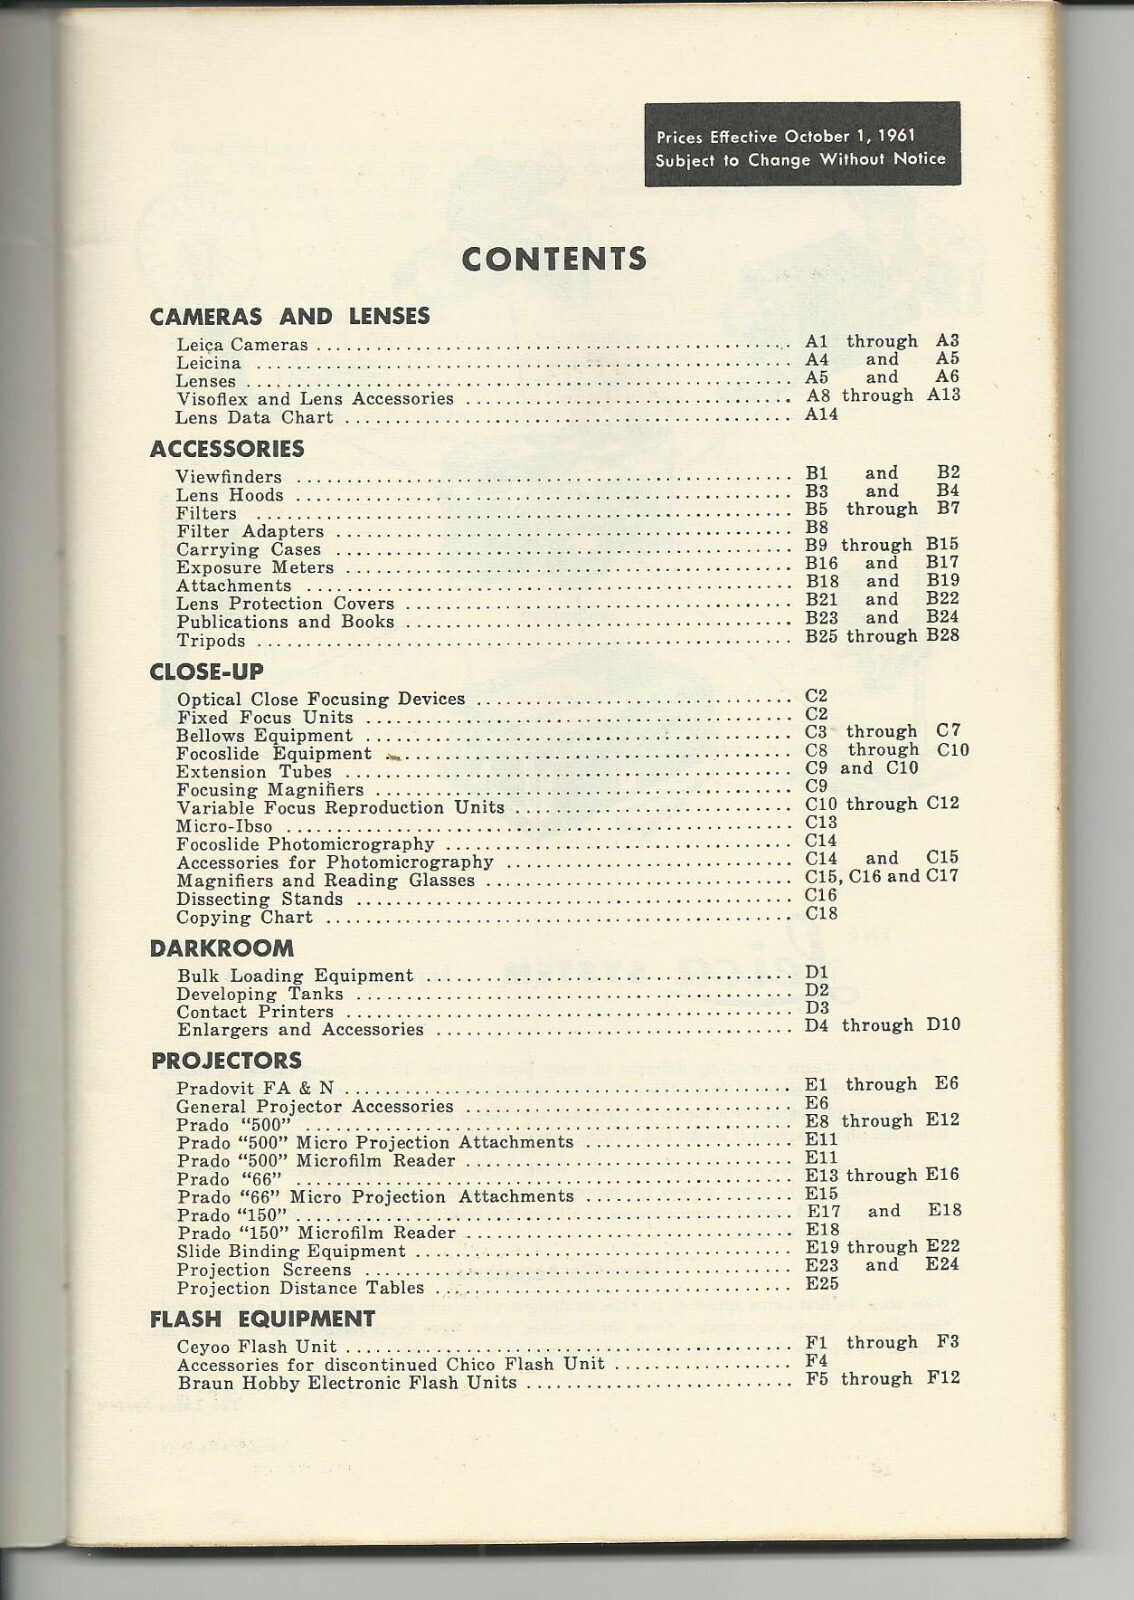 Prices Effective October 1, 1961
Subject to Change Without Notice
CONTENTS
CAMERAS AND LENSES
Leica Cameras ........ A1 through A3
Leicina ........ A4 and A5
Lenses ........ A5 and A6
Visoflex and Lens Accessories ........ A8 through A13
Lens Data Chart ........ A14
ACCESSORIES
Viewfinders ........ B1 and B2
Lens Hoods ........ B3 and B4
Filters ........ B5 through B7
Filter Adapters ........ B8
Carrying Cases ........ B9 through B15
Exposure Meters ........ B16 and B17
Attachments ........ B18 and B19
Lens Protection Covers ........ B21 and B22
Publications and Books ........ B23 and B24
Tripods ........ B25 through B28
CLOSE-UP
Optical Close Focusing Devices ........ C2
Fixed Focus Units ........ C2
Bellows Equipment ........ C3 through C7
Focoslide Equipment ........ C8 through C10
Extension Tubes ........ C9 and C10
Focusing Magnifiers ........ C9
Variable Focus Reproduction Units ........ C10 through C12
Micro-Ibso ........ C13
Focoslide Photomicrography ........ C14
Accessories for Photomicrography ........ C14 and C15
Magnifiers and Reading Glasses ........ C15, C16 and C17
Dissecting Stands ........ C16
Copying Chart ........ C18
DARKROOM
Bulk Loading Equipment ........ D1
Developing Tanks ........ D2
Contact Printers ........ D3
Enlargers and Accessories ........ D4 through D10
PROJECTORS
Pradovit FA & N ........ E1 through E6
General Projector Accessories ........ E6
Prado "500" ........ E8 through E12
Prado "500" Micro Projection Attachments ........ E11
Prado "500" Microfilm Reader ........ E11
Prado "66" ........ E13 through E16
Prado "66" Micro Projection Attachments ........ E15
Prado "150" ........ E17 and E18
Prado "150" Microfilm Reader ........ E18
Slide Binding Equipment ........ E19 through E22
Projection Screens ........ E23 and E24
Projection Distance Tables ........ E25
FLASH EQUIPMENT
Ceyoo Flash Unit ........ F1 through F3
Accessories for discontinued Chico Flash Unit ........ F4
Braun Hobby Electronic Flash Units ........ F5 through F12